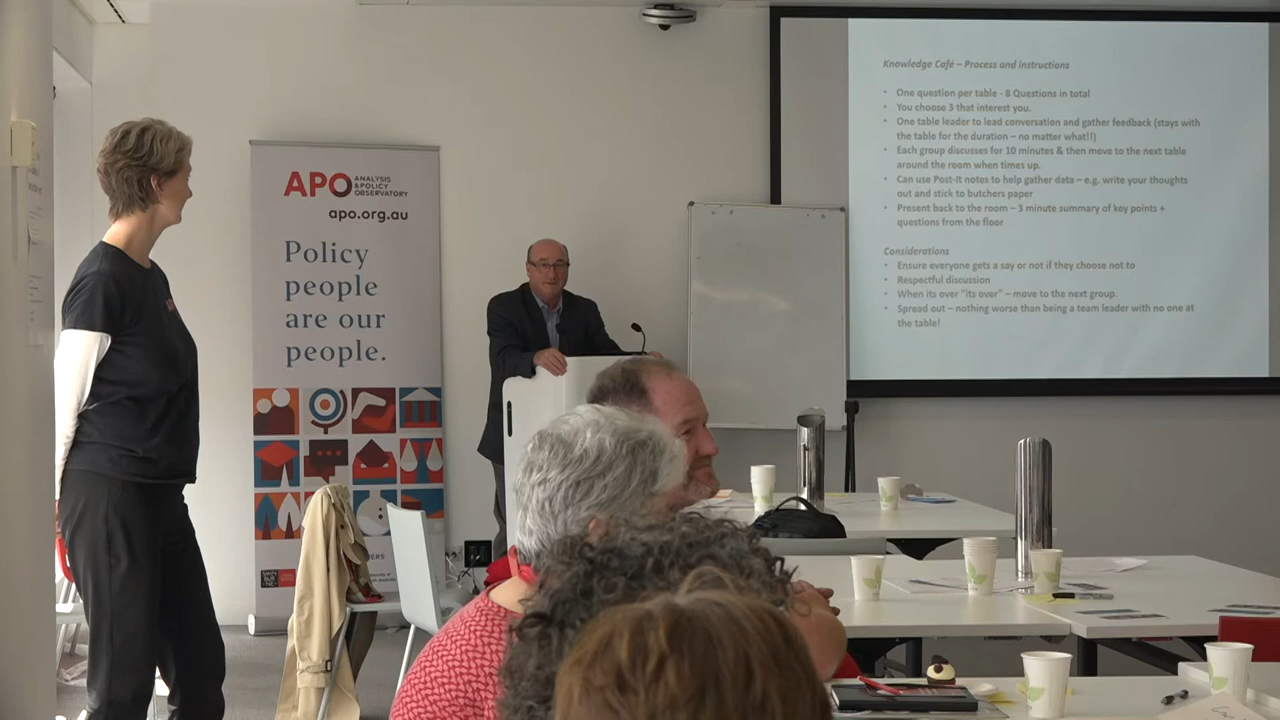 APO ANALYSIS
& POLICY
OBSERVATORY
apo.org.au
Policy
people
are our
people.
Knowledge Café – Process and instructions
• One question per table - 8 Questions in total
• You choose 3 that interest you.
• One table leader to lead conversation and gather feedback (stays with
the table for the duration – no matter what!!)
• Each group discusses for 10 minutes & then move to the next table
around the room when times up.
• Can use Post-It notes to help gather data – e.g. write your thoughts
out and stick to butchers paper
• Present back to the room – 3 minute summary of key points +
questions from the floor
Considerations
• Ensure everyone gets a say or not if they choose not to
• Respectful discussion
• When its over "its over" – move to the next group.
• Spread out – nothing worse than being a team leader with no one at
the table!